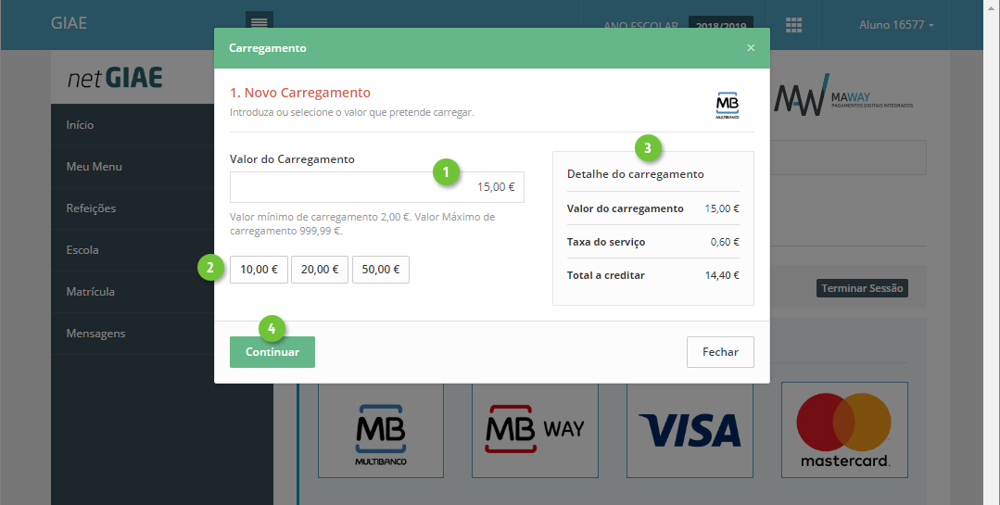 GIAE
ANO ESCOLAR 2018/2019
Aluno 16577
Carregamento
×
net GIAE
Início
Meu Menu
Refeições
Escola
Matrícula
Mensagens
1. Novo Carregamento
Introduza ou selecione o valor que pretende carregar.
MB
MULTIBANCO
MAWAY
PAGAMENTOS DIGITAIS INTEGRADOS
Valor do Carregamento
1
15,00 €
Valor mínimo de carregamento 2,00 €. Valor Máximo de
carregamento 999,99 €.
2
10,00 €
20,00 €
50,00 €
3
Detalhe do carregamento
Valor do carregamento 15,00 €
Taxa do serviço 0,60 €
Total a creditar 14,40 €
Terminar Sessão
4
Continuar
Fechar
MB
MULTIBANCO
MB WAY
VISA
mastercard.